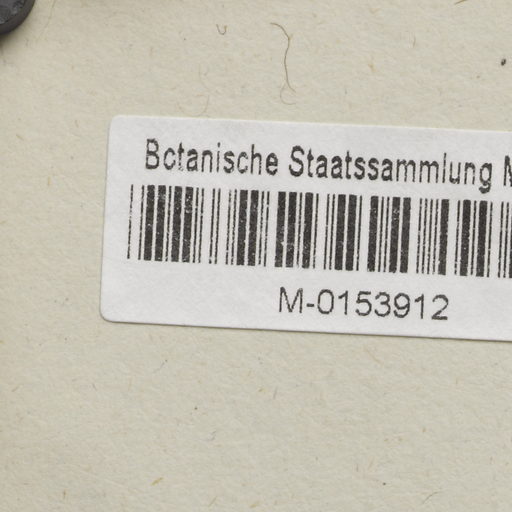 Botanische Staatssammlung M
M-0153912